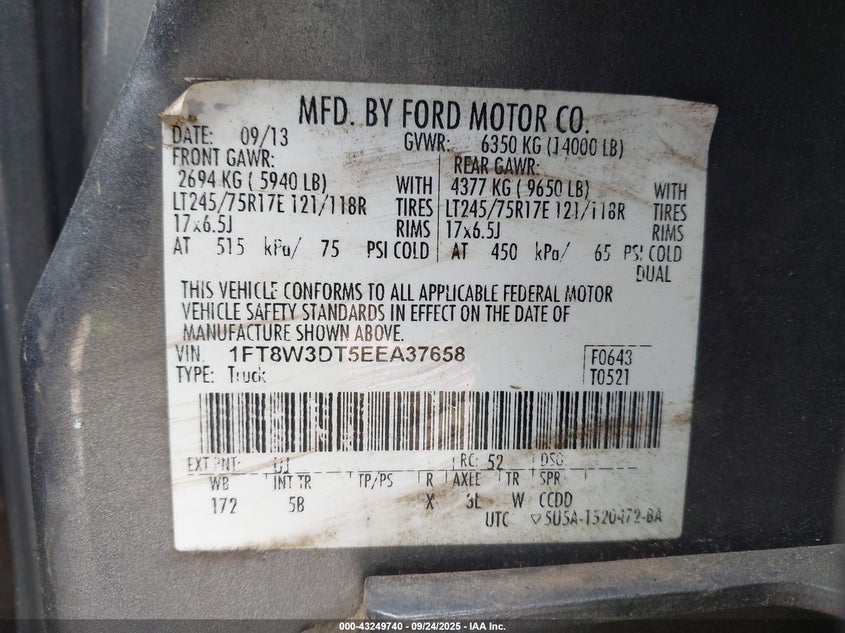 MFD. BY FORD MOTOR CO.
DATE: 09/13 GVWR: 6350 KG (14000 LB)
FRONT GAWR: REAR GAWR:
2694 KG ( 5940 LB) WITH 4377 KG ( 9650 LB) WITH
LT245/75R17E 121/118R TIRES LT245/75R17E 121/118R TIRES
17x6.5J RIMS 17x6.5J RIMS
AT 515 kPa/ 75 PSI COLD AT 450 kPa/ 65 PSI COLD
DUAL
THIS VEHICLE CONFORMS TO ALL APPLICABLE FEDERAL MOTOR
VEHICLE SAFETY STANDARDS IN EFFECT ON THE DATE OF
MANUFACTURE SHOWN ABOVE.
VIN: 1FT8W3DT5EEA37658 F0643
TYPE: Truck T0521
EXT PNT: UJ RC: 52 DSO:
WB INT TR TP/PS R AXLE TR SPR
172 5B X 3L W CCDD
UTC ▽5U5A-1520472-BA
000-43249740 - 09/24/2025 - IAA Inc.